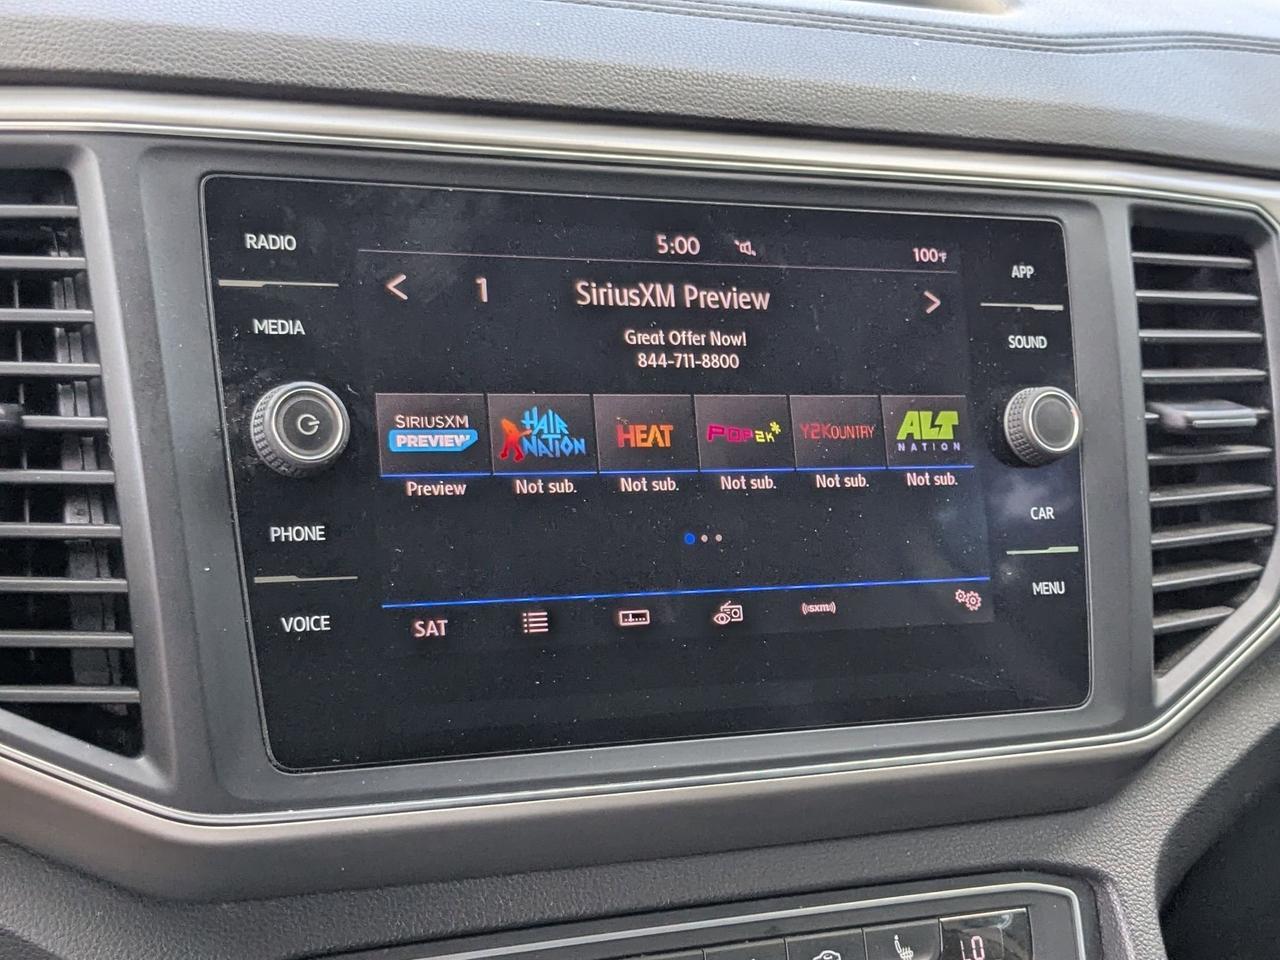 RADIO
MEDIA
PHONE
VOICE
5:00
100°F
1
SiriusXM Preview
Great Offer Now!
844-711-8800
SIRIUSXM
PREVIEW
HAIR
NATION
HEAT
POP2K
Y2KOUNTRY
ALT
NATION
Preview
Not sub.
Not sub.
Not sub.
Not sub.
Not sub.
SAT
((sxm))
APP
SOUND
CAR
MENU
LO